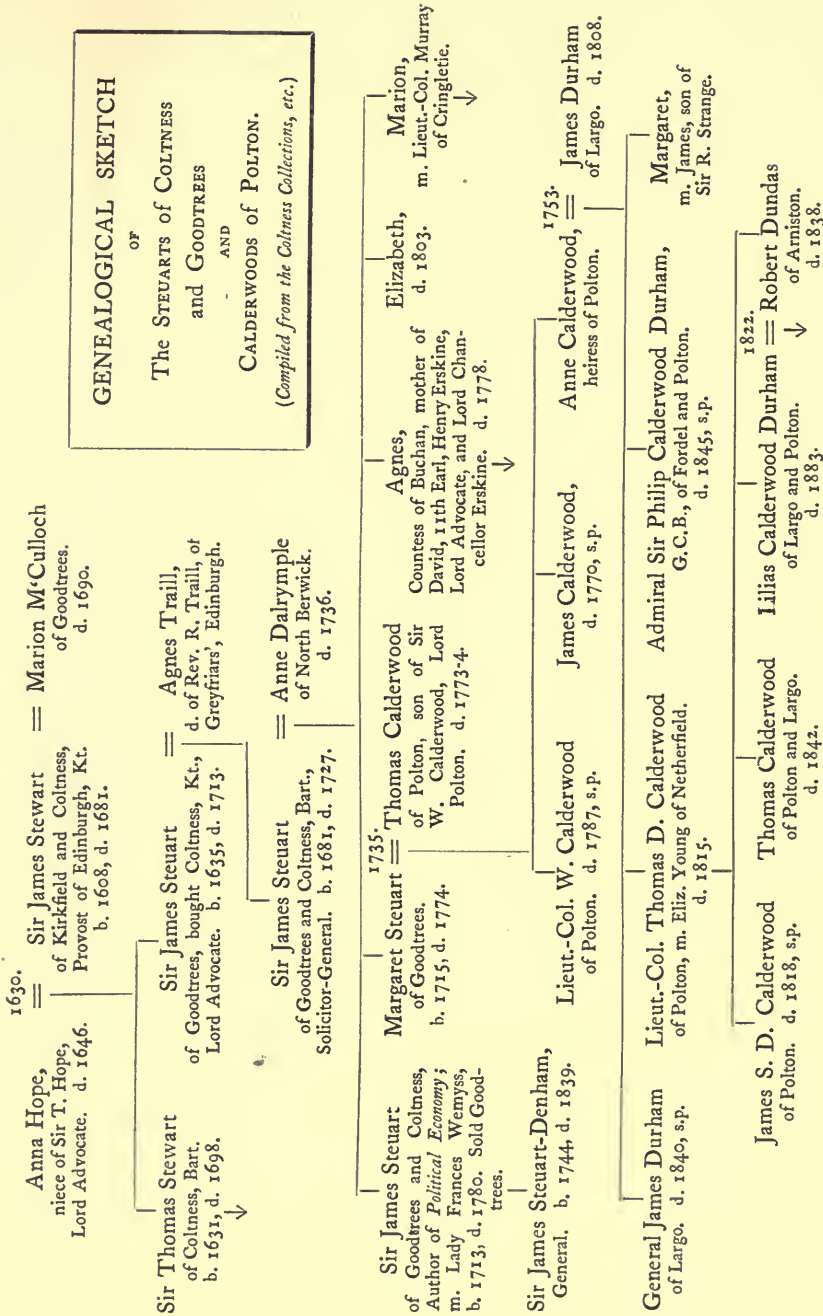 GENEALOGICAL SKETCH
OF
The STEUARTS of COLTNESS
and GOODTREES
AND
CALDERWOODS of POLTON.
(Compiled from the Coltness Collections, etc.)
1630.
Anna Hope,
niece of Sir T. Hope,
Lord Advocate. d. 1646.
=
Sir James Stewart
of Kirkfield and Coltness,
Provost of Edinburgh, Kt.
b. 1608, d. 1681.
=
Marion M‘Culloch
of Goodtrees.
d. 1690.
Sir Thomas Stewart
of Coltness, Bart.
b. 1631, d. 1698.
Sir James Steuart
of Goodtrees, bought Coltness, Kt.,
Lord Advocate. b. 1635, d. 1713.
=
Agnes Traill,
d. of Rev. R. Traill, of
Greyfriars’, Edinburgh.
Sir James Steuart
of Goodtrees and Coltness, Bart.,
Solicitor-General. b. 1681, d. 1727.
=
Anne Dalrymple
of North Berwick.
d. 1736.
Sir James Steuart
of Goodtrees and Coltness,
Author of Political Economy;
m. Lady Frances Wemyss,
b. 1713, d. 1780. Sold Good-
trees.
Margaret Steuart
of Goodtrees.
b. 1715, d. 1774.
1735.
=
Thomas Calderwood
of Polton, son of Sir
W. Calderwood, Lord
Polton. d. 1773-4.
Agnes,
Countess of Buchan, mother of
David, 11th Earl, Henry Erskine,
Lord Advocate, and Lord Chan-
cellor Erskine. d. 1778.
Elizabeth,
d. 1803.
Marion,
m. Lieut.-Col. Murray
of Cringletie.
Sir James Steuart-Denham,
General. b. 1744, d. 1839.
Lieut.-Col. W. Calderwood
of Polton. d. 1787, s.p.
James Calderwood,
d. 1770, s.p.
Anne Calderwood,
heiress of Polton.
1753.
=
James Durham
of Largo. d. 1808.
General James Durham
of Largo. d. 1840, s.p.
Lieut.-Col. Thomas D. Calderwood
of Polton, m. Eliz. Young of Netherfield.
d. 1815.
Admiral Sir Philip Calderwood Durham,
G.C.B., of Fordel and Polton.
d. 1845, s.p.
Margaret,
m. James, son of
Sir R. Strange.
James S. D. Calderwood
of Polton. d. 1818, s.p.
Thomas Calderwood
of Polton and Largo.
d. 1842.
Lilias Calderwood Durham
of Largo and Polton.
d. 1883.
1822.
=
Robert Dundas
of Arniston.
d. 1838.